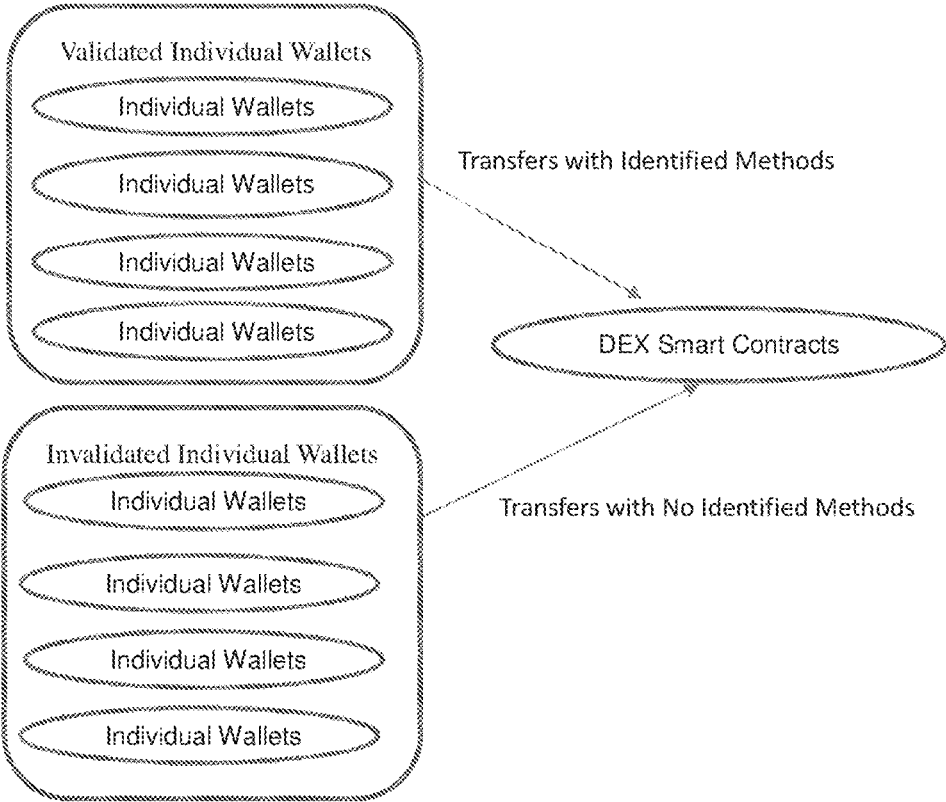 Validated Individual Wallets
Individual Wallets
Individual Wallets
Individual Wallets
Individual Wallets
Transfers with Identified Methods
DEX Smart Contracts
Invalidated Individual Wallets
Individual Wallets
Individual Wallets
Individual Wallets
Individual Wallets
Transfers with No Identified Methods